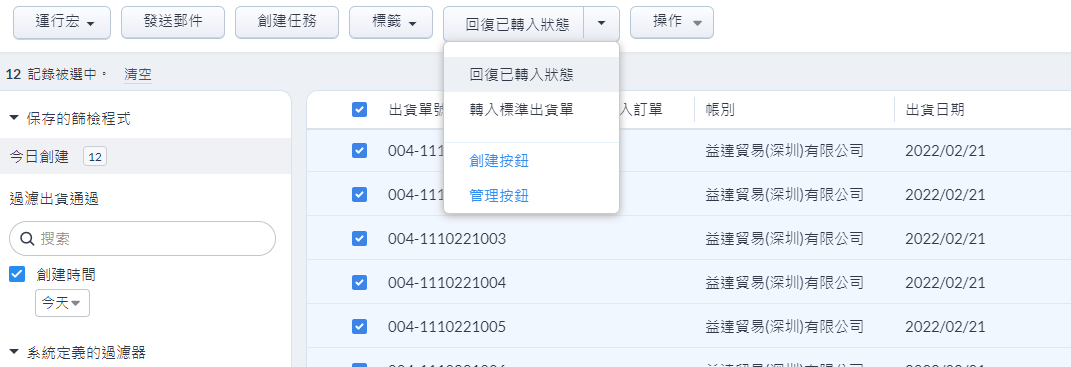 運行宏
發送郵件
創建任務
標籤
回復已轉入狀態
操作
12 記錄被選中。 清空
回復已轉入狀態
轉入標準出貨單
創建按鈕
管理按鈕
保存的篩檢程式
今日創建 12
過濾出貨通過
搜索
創建時間
今天
系統定義的過濾器
出貨單號 入訂單 帳別 出貨日期
004-111 益達貿易(深圳)有限公司 2022/02/21
004-111 益達貿易(深圳)有限公司 2022/02/21
004-1110221003 益達貿易(深圳)有限公司 2022/02/21
004-1110221004 益達貿易(深圳)有限公司 2022/02/21
004-1110221005 益達貿易(深圳)有限公司 2022/02/21